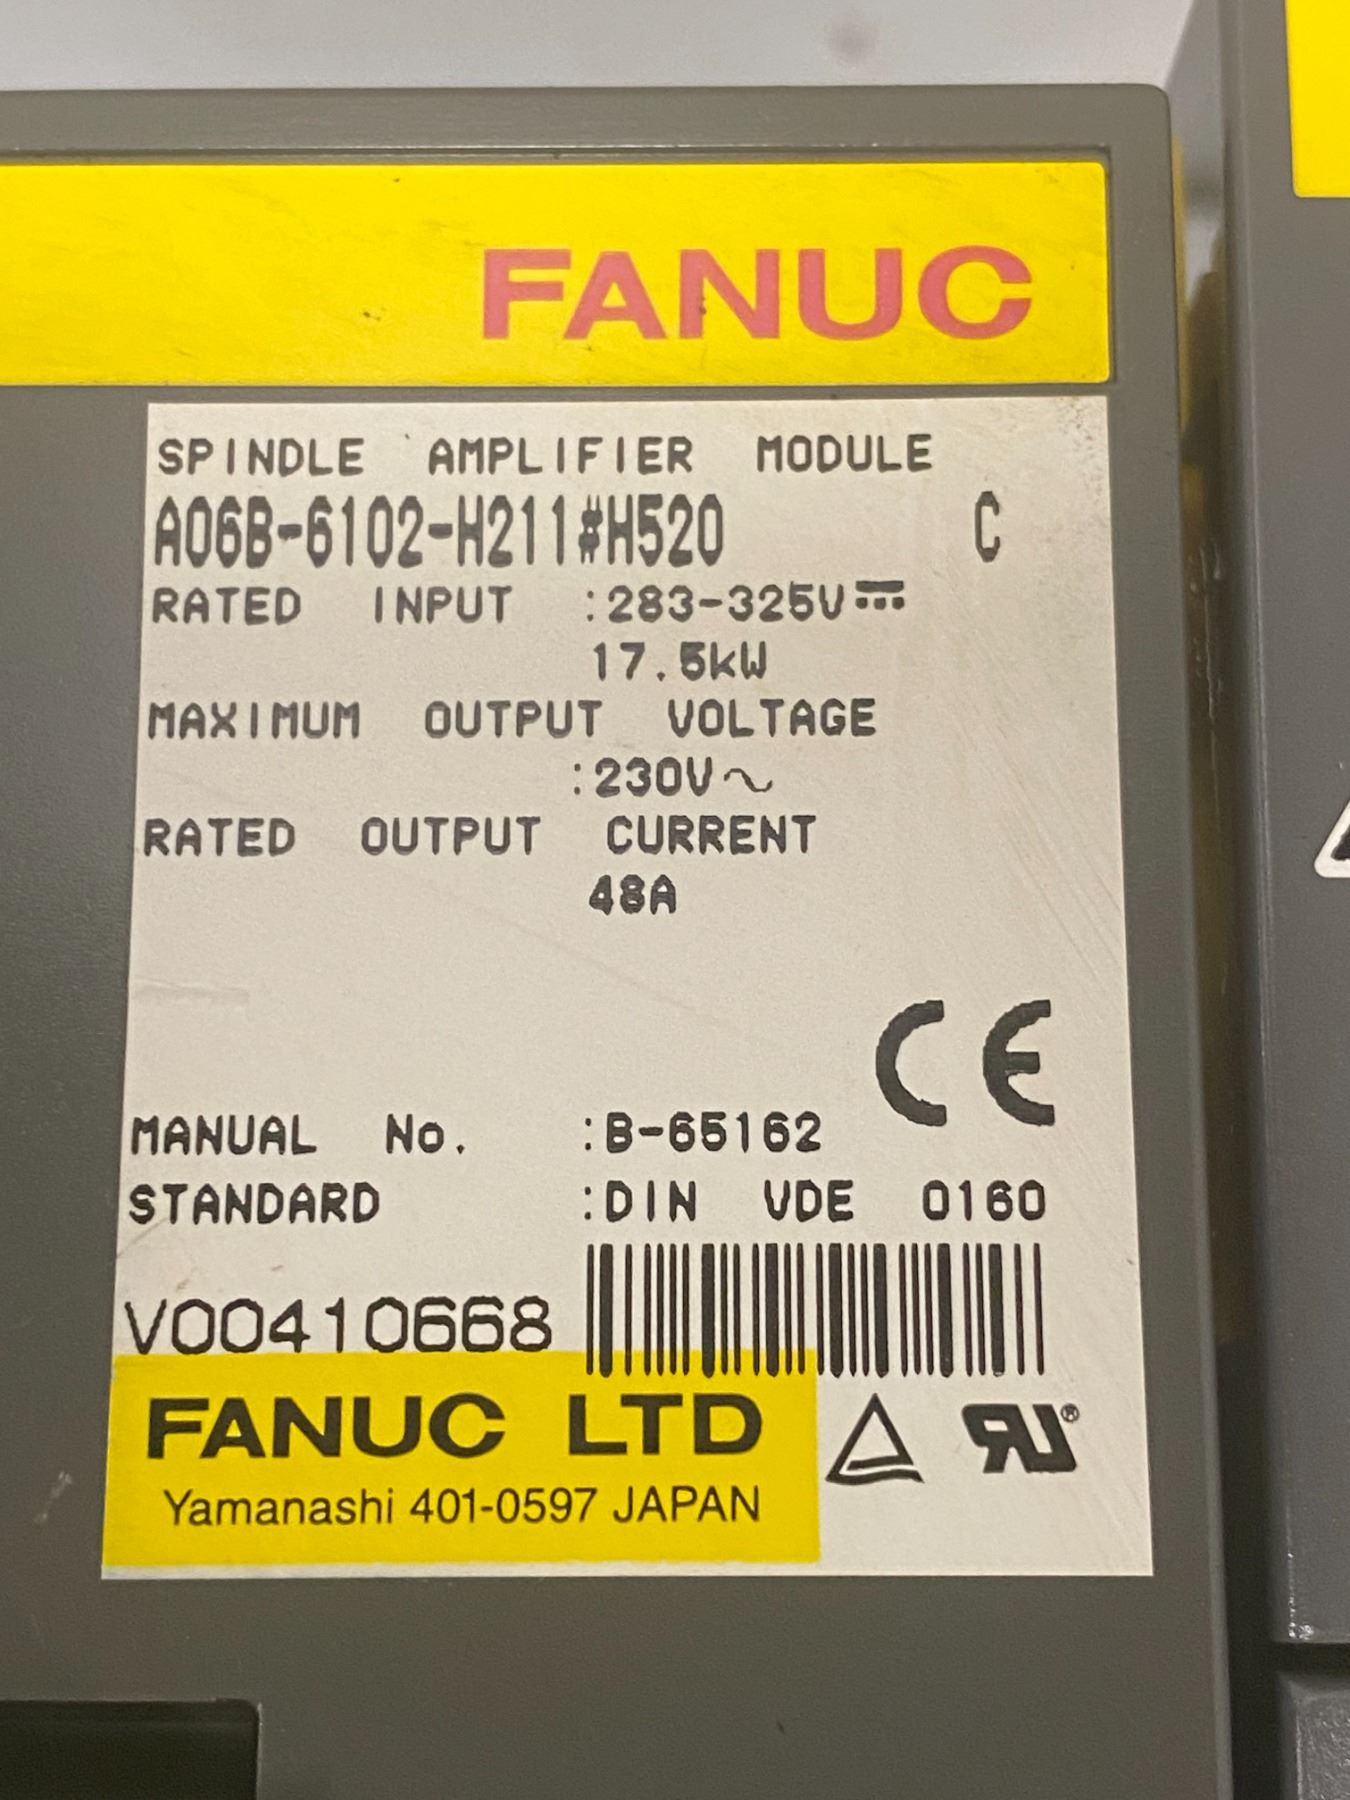 FANUC
SPINDLE AMPLIFIER MODULE
A06B-6102-H211#H520 C
RATED INPUT :283-325V⎓
17.5kW
MAXIMUM OUTPUT VOLTAGE
:230V~
RATED OUTPUT CURRENT
48A
CE
MANUAL No. :B-65162
STANDARD :DIN VDE 0160
V00410668
FANUC LTD
Yamanashi 401-0597 JAPAN
RU®